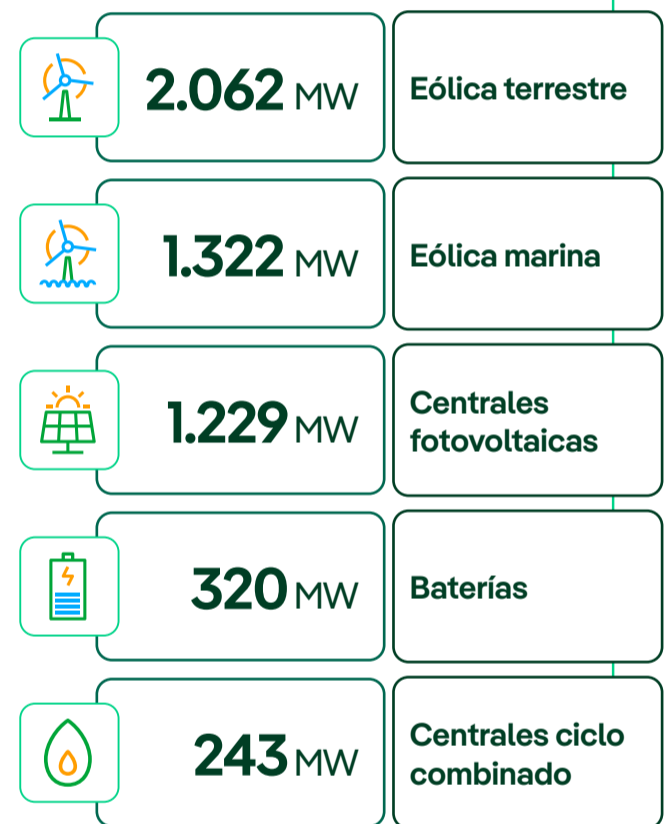 2.062 MW
Eólica terrestre
1.322 MW
Eólica marina
1.229 MW
Centrales
fotovoltaicas
320 MW
Baterías
243 MW
Centrales ciclo
combinado